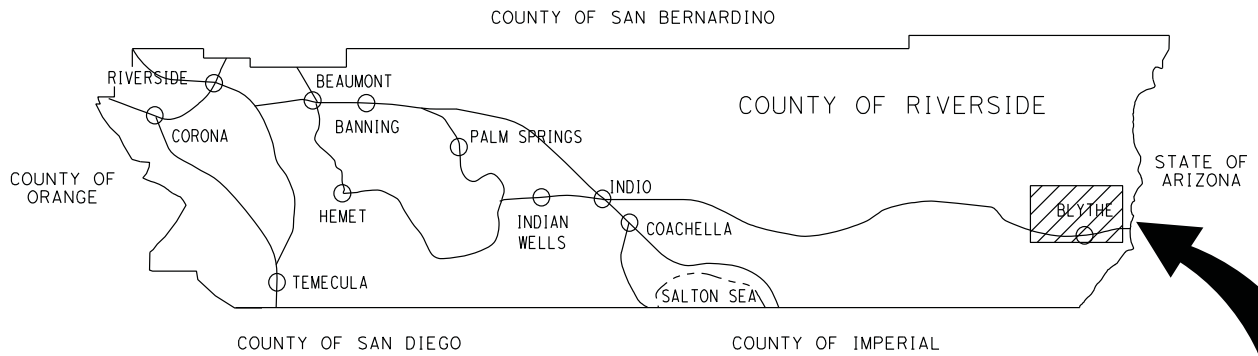 COUNTY OF SAN BERNARDINO
RIVERSIDE
BEAUMONT
COUNTY OF RIVERSIDE
CORONA
BANNING
PALM SPRINGS
STATE OF
ARIZONA
COUNTY OF
ORANGE
HEMET
INDIO
INDIAN
WELLS
COACHELLA
BLYTHE
TEMECULA
SALTON SEA
COUNTY OF SAN DIEGO
COUNTY OF IMPERIAL